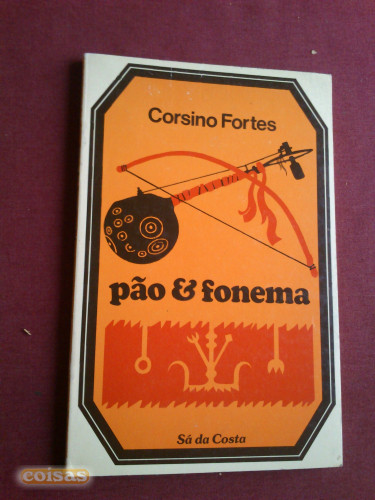 Corsino Fortes
pão & fonema
Sá da Costa
coisas